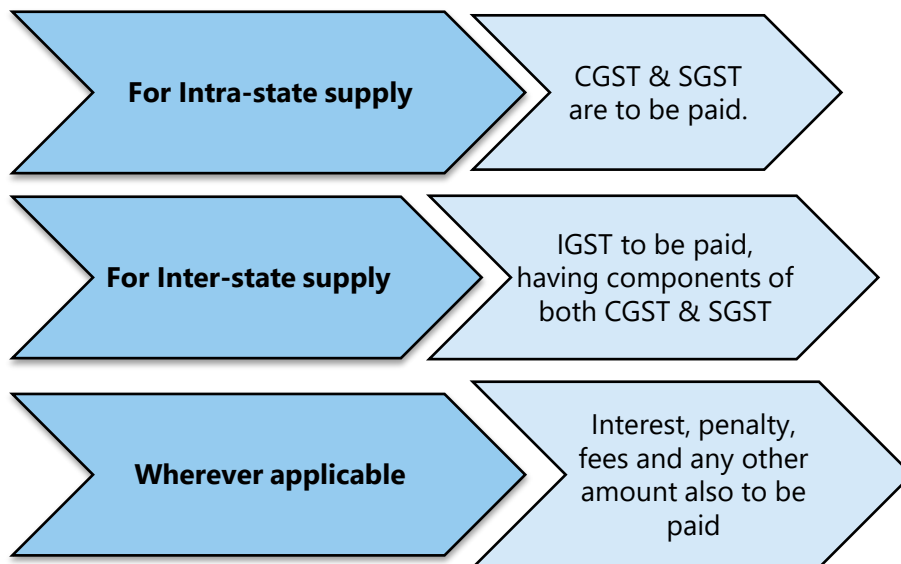 For Intra-state supply
CGST & SGST
are to be paid.
For Inter-state supply
IGST to be paid,
having components of
both CGST & SGST
Wherever applicable
Interest, penalty,
fees and any other
amount also to be
paid